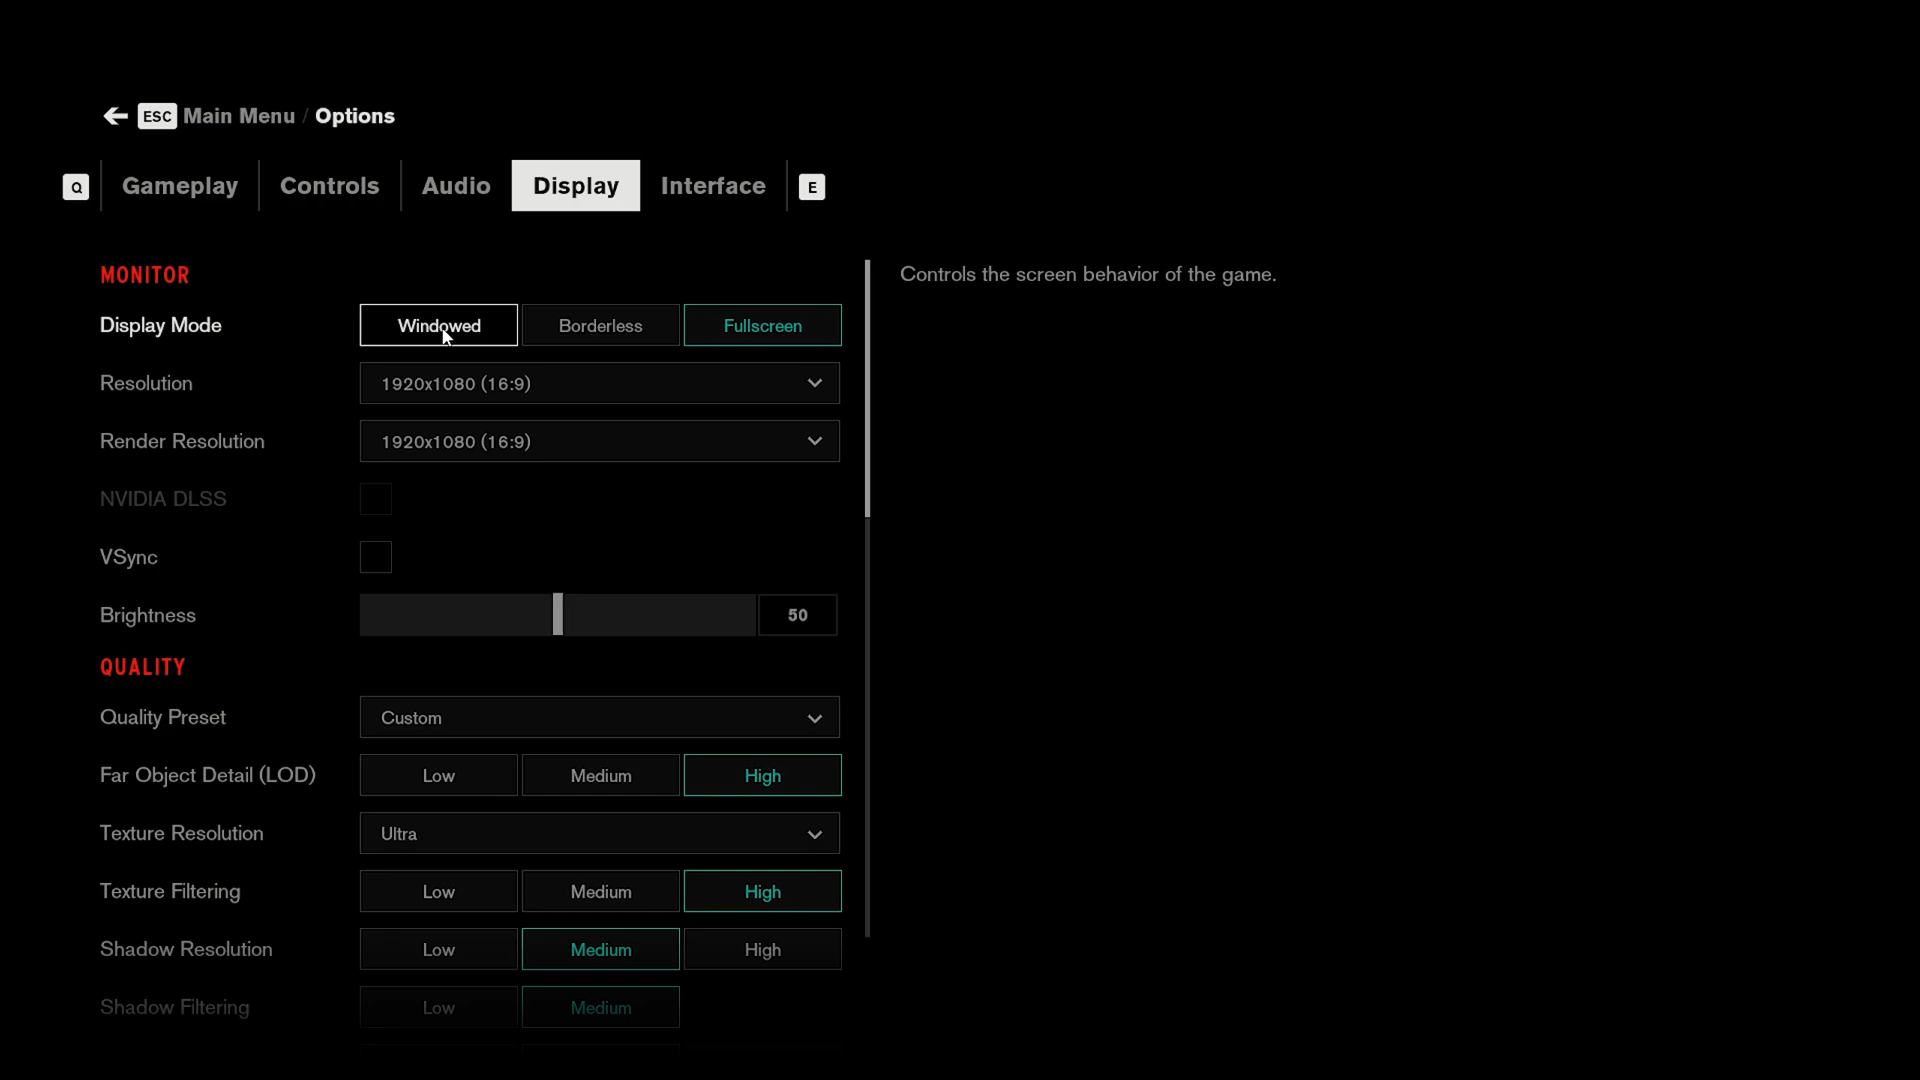 ESC Main Menu / Options
Q Gameplay Controls Audio Display Interface E
MONITOR
Controls the screen behavior of the game.
Display Mode Windowed Borderless Fullscreen
Resolution 1920x1080 (16:9)
Render Resolution 1920x1080 (16:9)
NVIDIA DLSS
VSync
Brightness 50
QUALITY
Quality Preset Custom
Far Object Detail (LOD) Low Medium High
Texture Resolution Ultra
Texture Filtering Low Medium High
Shadow Resolution Low Medium High
Shadow Filtering Low Medium